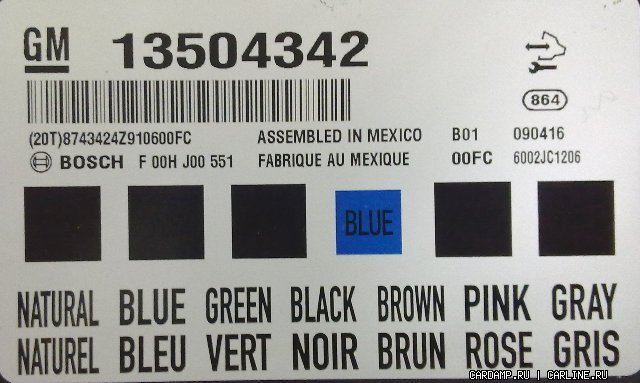 GM 13504342
864
(20T)8743424Z910600FC ASSEMBLED IN MEXICO B01 090416
BOSCH F 00H J00 551 FABRIQUE AU MEXIQUE 00FC 6002JC1206
BLUE
NATURAL BLUE GREEN BLACK BROWN PINK GRAY
NATUREL BLEU VERT NOIR BRUN ROSE GRIS
CARDAMP.RU | CARLINE.RU